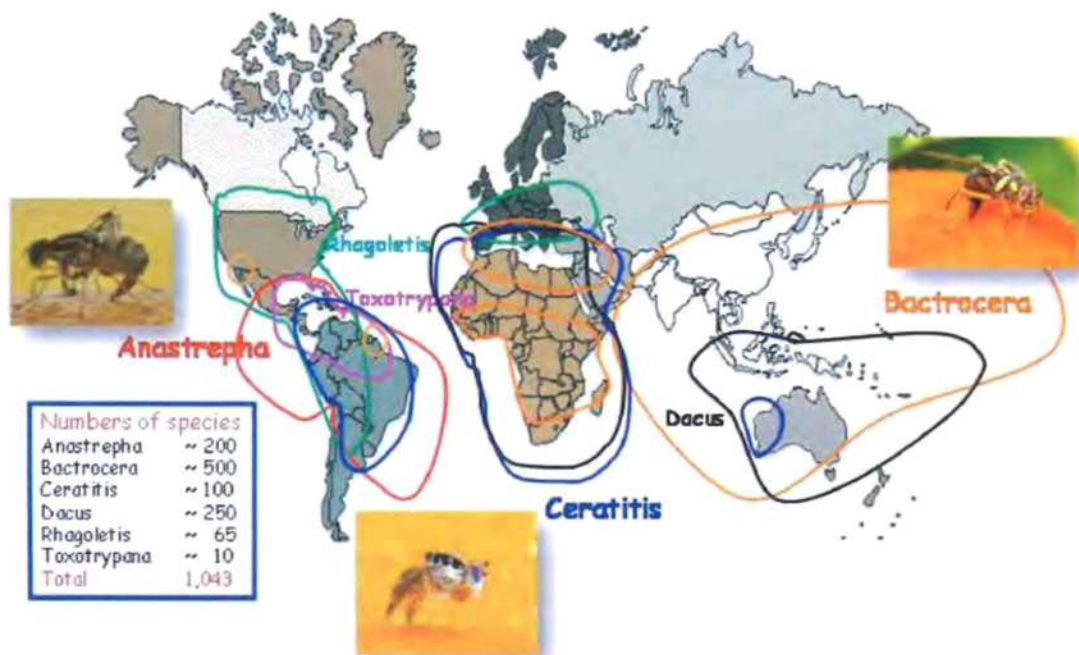 Rhagoletis
Toxotrypana
Anastrepha
Bactrocera
Dacus
Ceratitis
Numbers of species
Anastrepha ~ 200
Bactrocera ~ 500
Ceratitis ~ 100
Dacus ~ 250
Rhagoletis ~ 65
Toxotrypana ~ 10
Total 1,043